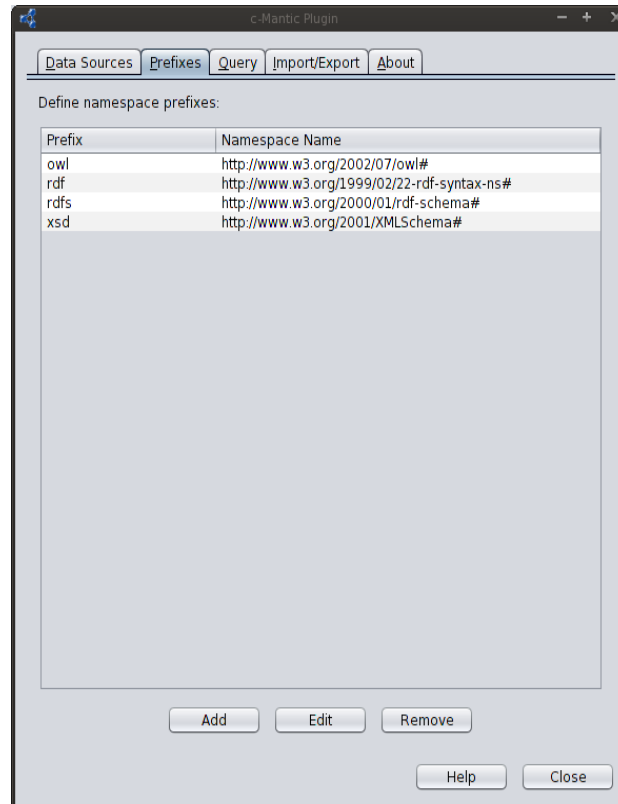 c-Mantic Plugin
Data Sources Prefixes Query Import/Export About
Define namespace prefixes:
Prefix Namespace Name
owl http://www.w3.org/2002/07/owl#
rdf http://www.w3.org/1999/02/22-rdf-syntax-ns#
rdfs http://www.w3.org/2000/01/rdf-schema#
xsd http://www.w3.org/2001/XMLSchema#
Add Edit Remove
Help Close